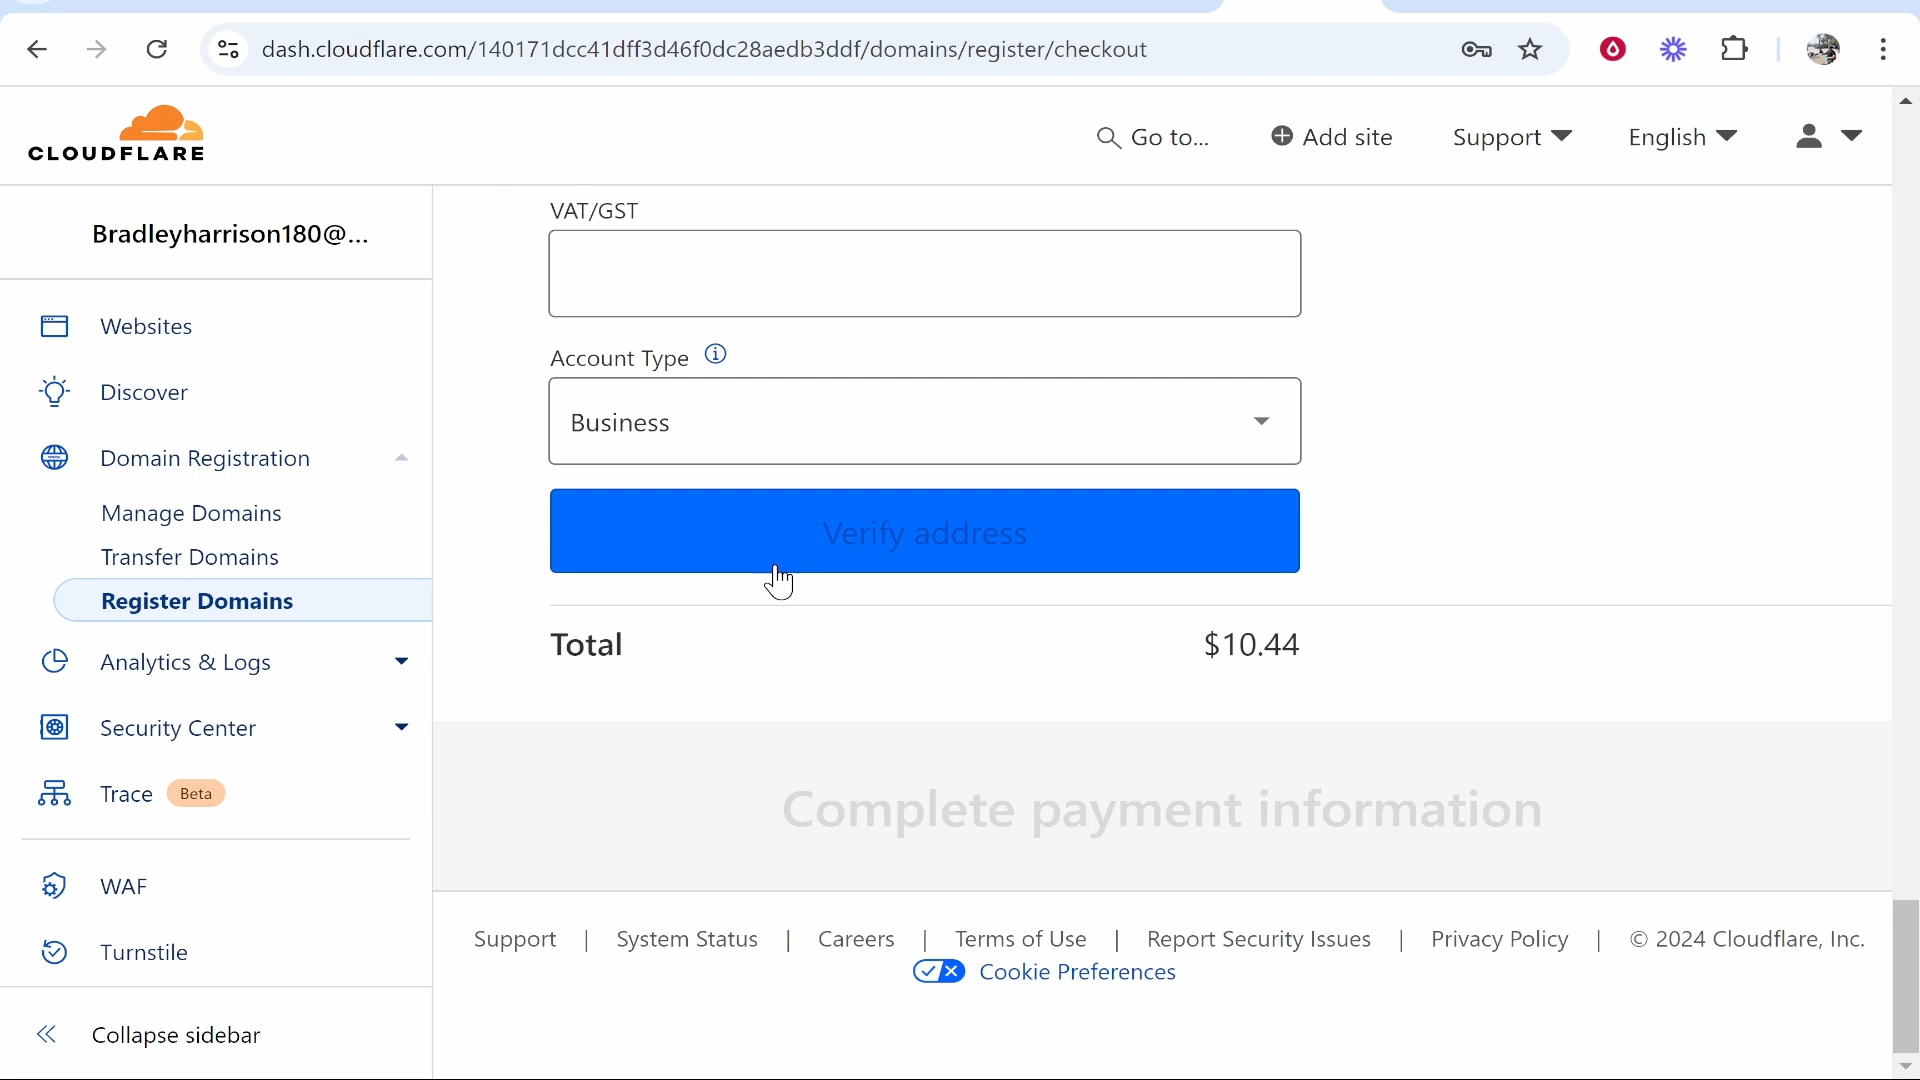 dash.cloudflare.com/140171dcc41dff3d46f0dc28aedb3ddf/domains/register/checkout
CLOUDFLARE
Go to...
Add site
Support
English
Bradleyharrison180@...
Websites
Discover
Domain Registration
Manage Domains
Transfer Domains
Register Domains
Analytics & Logs
Security Center
Trace Beta
WAF
Turnstile
Collapse sidebar
VAT/GST
Account Type
Business
Verify address
Total $10.44
Complete payment information
Support | System Status | Careers | Terms of Use | Report Security Issues | Privacy Policy | © 2024 Cloudflare, Inc.
Cookie Preferences